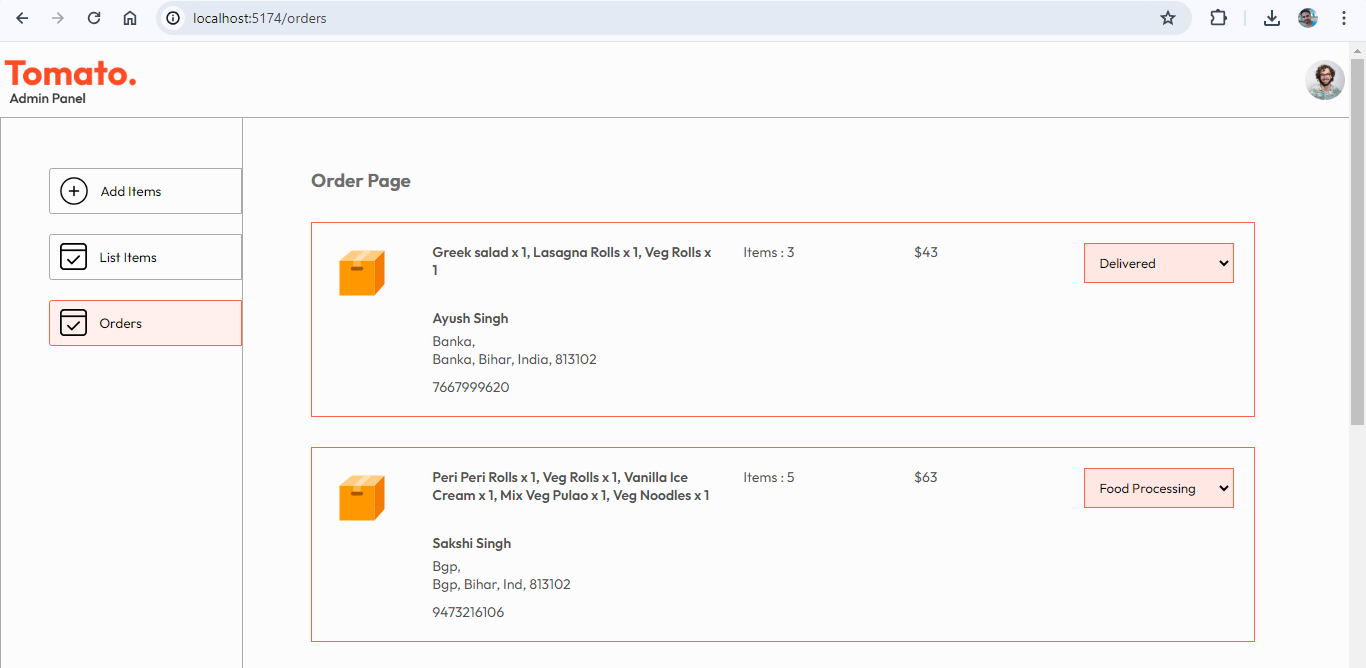 localhost:5174/orders
Tomato.
Admin Panel
Add Items
List Items
Orders
Order Page
Greek salad x 1, Lasagna Rolls x 1, Veg Rolls x
1
Items : 3
$43
Delivered
Ayush Singh
Banka,
Banka, Bihar, India, 813102
7667999620
Peri Peri Rolls x 1, Veg Rolls x 1, Vanilla Ice
Cream x 1, Mix Veg Pulao x 1, Veg Noodles x 1
Items : 5
$63
Food Processing
Sakshi Singh
Bgp,
Bgp, Bihar, Ind, 813102
9473216106